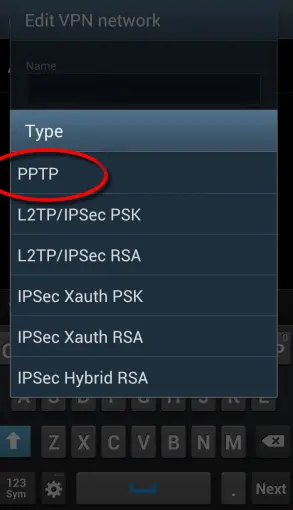 Edit VPN network
Name
Type
PPTP
L2TP/IPSec PSK
L2TP/IPSec RSA
IPSec Xauth PSK
IPSec Xauth RSA
IPSec Hybrid RSA
Z X C V B N M
123
Sym
.
Next